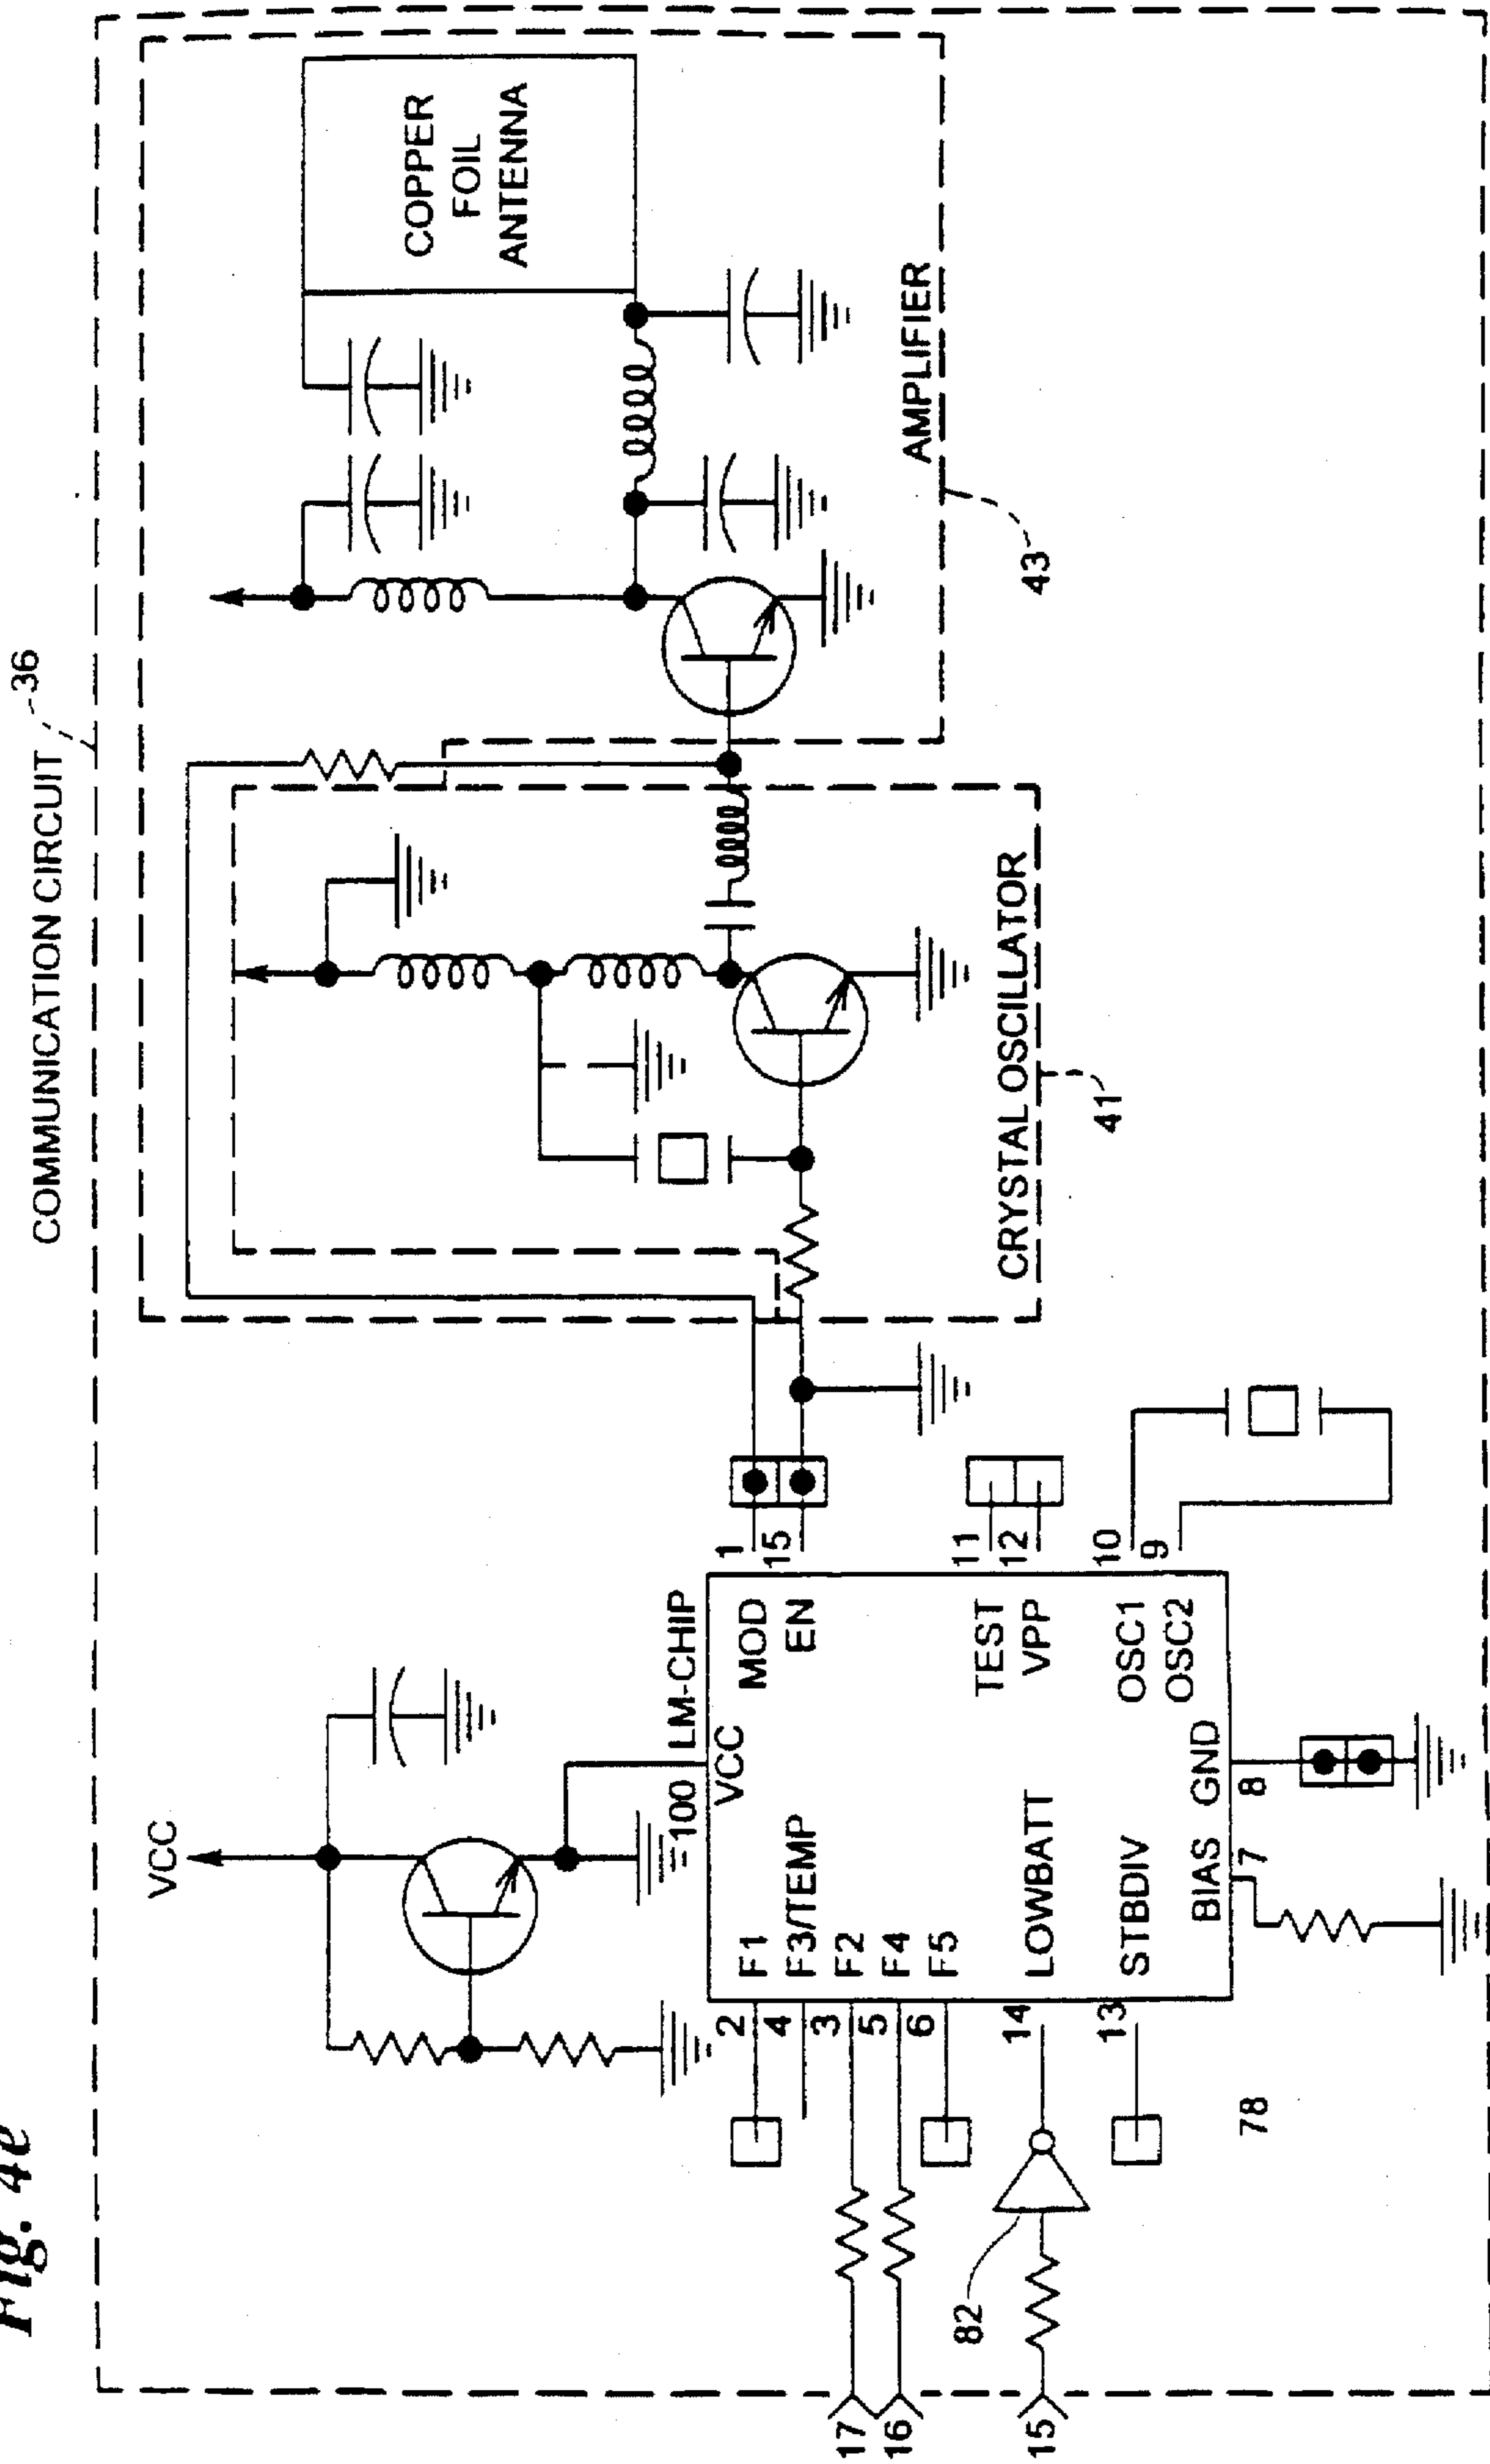 Fig. 4e
COMMUNICATION CIRCUIT
36
COPPER
FOIL
ANTENNA
AMPLIFIER
43
CRYSTAL OSCILLATOR
41
VCC
100
LM-CHIP
VCC
F1
F3/TEMP
F2
F4
F5
LOWBATT
STBDIV
BIAS
GND
MOD
EN
TEST
VPP
OSC1
OSC2
2
4
3
5
6
14
13
7
8
1
15
11
12
10
9
17
16
15
82
78